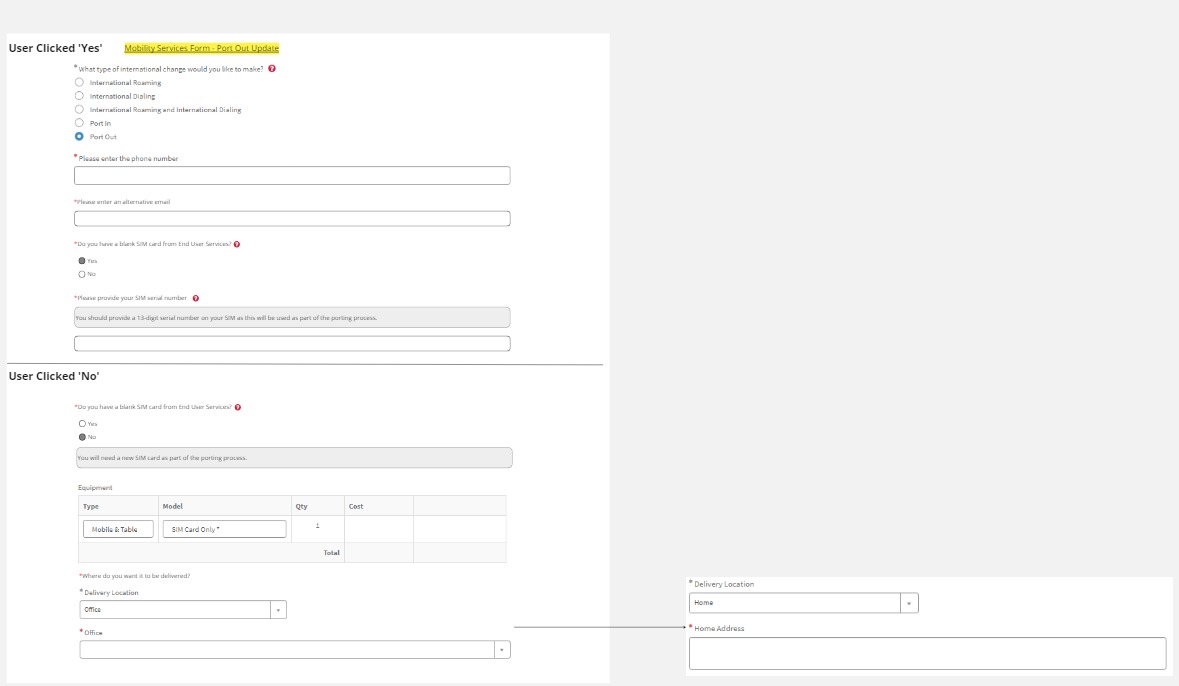 User Clicked 'Yes' Mobility Services Form - Port Out Update
* What type of international change would you like to make? ?
International Roaming
International Dialing
International Roaming and International Dialing
Port In
Port Out
* Please enter the phone number
*Please enter an alternative email
*Do you have a blank SIM card from End User Services? ?
Yes
No
*Please provide your SIM serial number ?
You should provide a 13-digit serial number on your SIM as this will be used as part of the porting process.
User Clicked 'No'
*Do you have a blank SIM card from End User Services? ?
Yes
No
You will need a new SIM card as part of the porting process.
Equipment
Type Model Qty Cost
Mobile & Table SIM Card Only * 1
Total
*Where do you want it to be delivered?
* Delivery Location
Office
* Office
* Delivery Location
Home
* Home Address